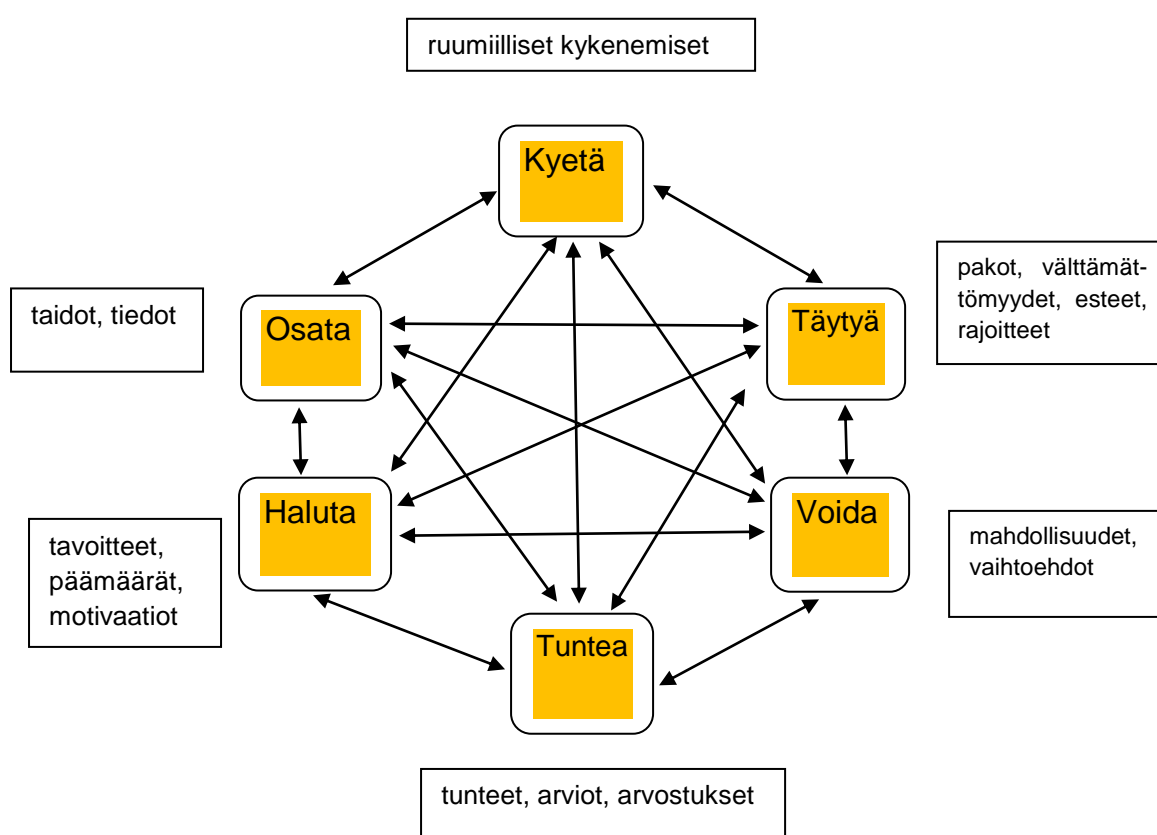 ruumiilliset kykenemiset
Kyetä
pakot, välttämät-
tömyydet, esteet,
rajoitteet
taidot, tiedot
Osata
Täytyä
Haluta
Voida
tavoitteet,
päämäärät,
motivaatiot
mahdollisuudet,
vaihtoehdot
Tuntea
tunteet, arviot, arvostukset